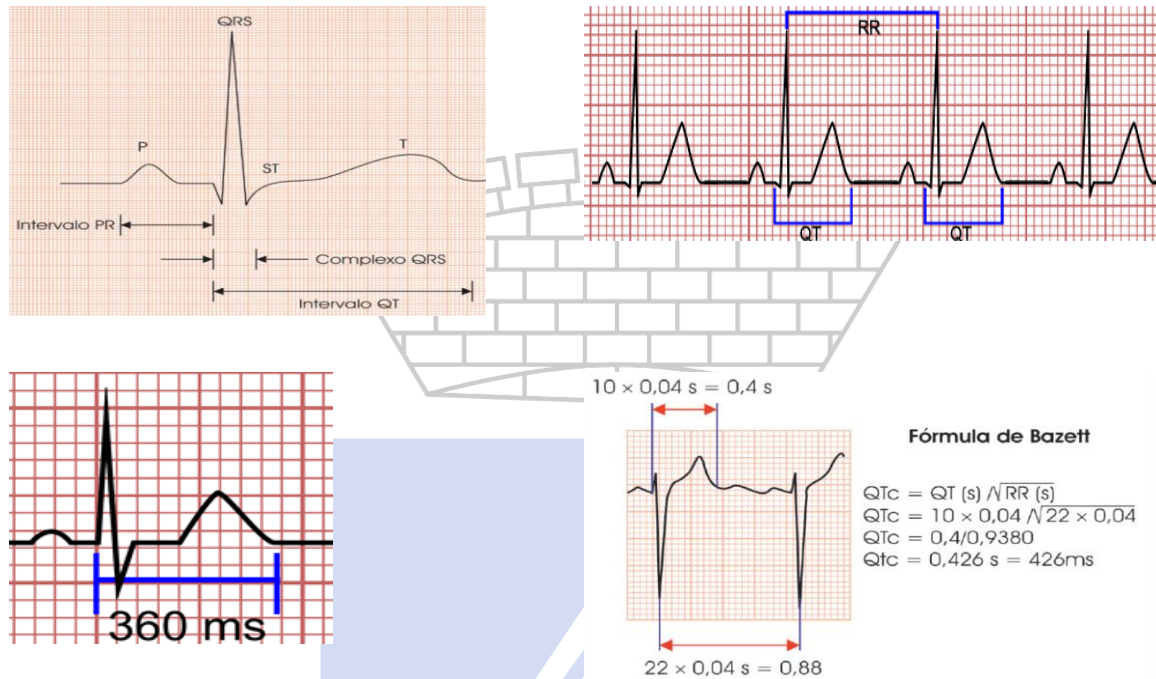 QRS
P
ST
T
Intervalo PR
Complexo QRS
Intervalo QT
RR
QT
QT
360 ms
10 × 0,04 s = 0,4 s
22 × 0,04 s = 0,88
Fórmula de Bazett
QTc = QT (s) /√RR (s)
QTc = 10 × 0,04 /√22 × 0,04
QTc = 0,4/0,9380
Qtc = 0,426 s = 426ms